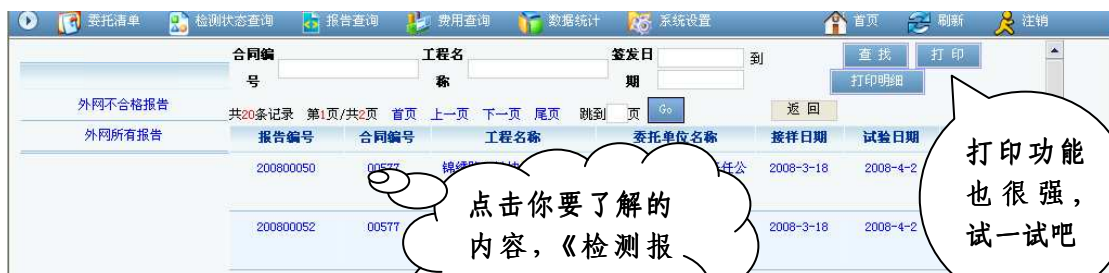 委托清单 检测状态查询 报告查询 费用查询 数据统计 系统设置 首页 刷新 注销
合同编号 工程名称 签发日期 到 查找 打印
打印明细
外网不合格报告
外网所有报告
共20条记录 第1页/共2页 首页 上一页 下一页 尾页 跳到 页 Go 返回
报告编号 合同编号 工程名称 委托单位名称 接样日期 试验日期
200800050 00577 锦绣 任公 2008-3-18 2008-4-2
200800052 00577 2008-3-18 2008-4-2
点击你要了解的
内容，《检测报
打印功能
也很强，
试一试吧